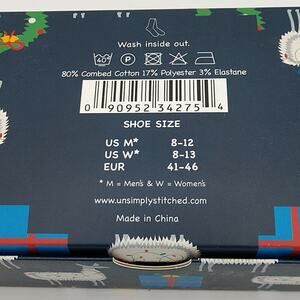 Wash inside out.
40°
P
80% Combed Cotton 17% Polyester 3% Elastane
0 90952 34275 4
SHOE SIZE
US M* 8-12
US W* 8-13
EUR 41-46
* M = Men's & W = Women's
www.unsimplystitched.com
Made in China